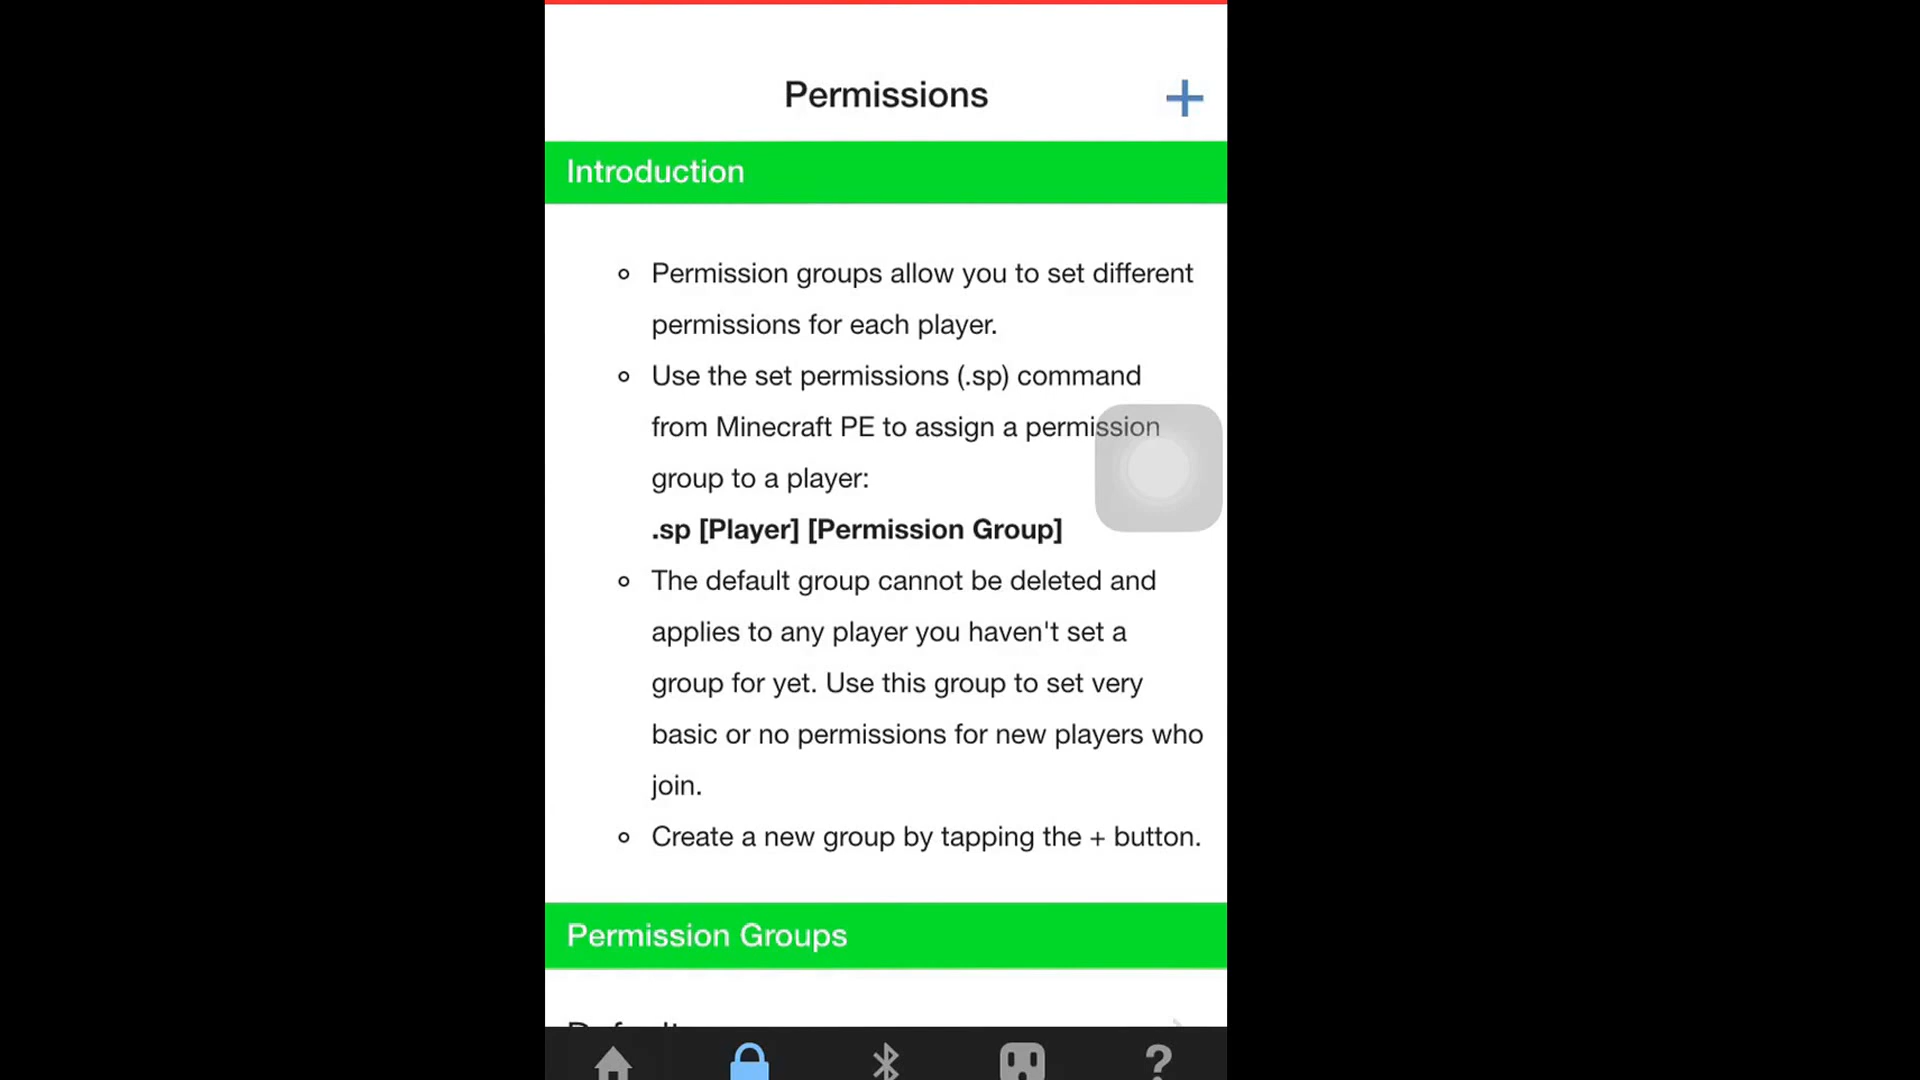 Permissions
Introduction
Permission groups allow you to set different
permissions for each player.
Use the set permissions (.sp) command
from Minecraft PE to assign a permission
group to a player:
.sp [Player] [Permission Group]
The default group cannot be deleted and
applies to any player you haven't set a
group for yet. Use this group to set very
basic or no permissions for new players who
join.
Create a new group by tapping the + button.
Permission Groups
Default